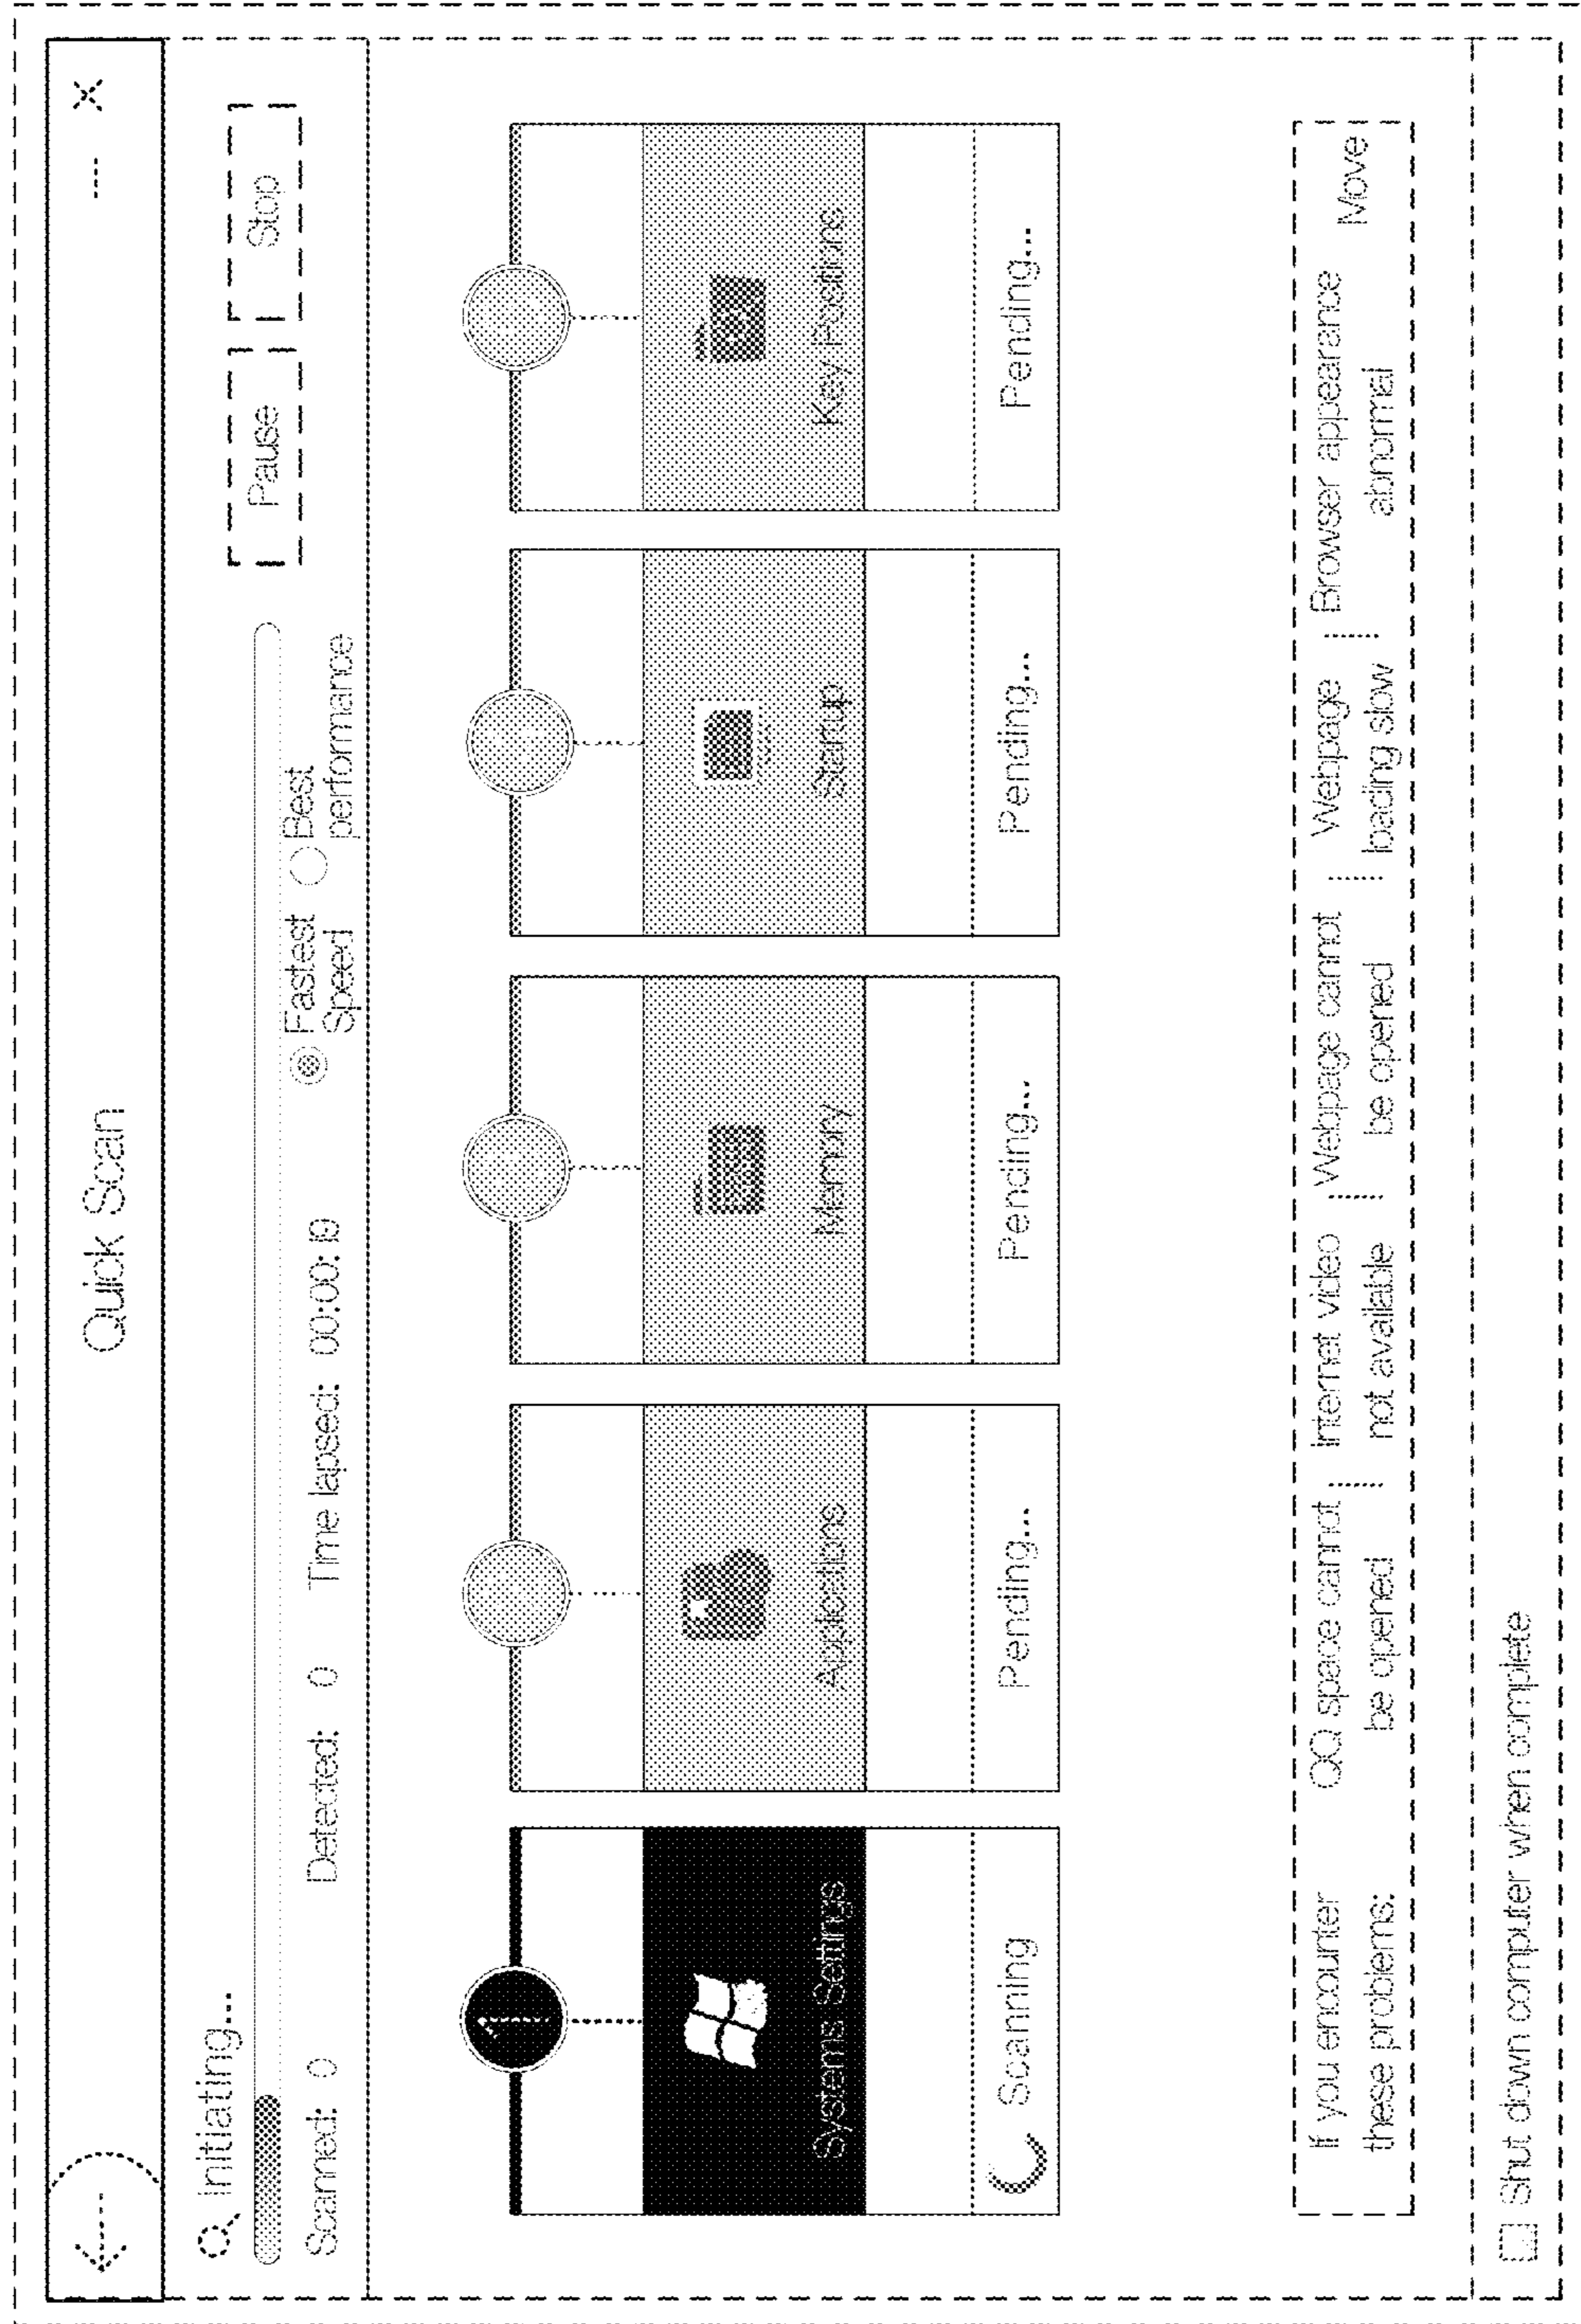 Quick Scan
Initiating...
Pause
Stop
Scanned: 0
Detected: 0
Time lapsed: 00:00:19
Fastest
Speed
Best
performance
1
Systems Settings
Scanning
Applications
Pending...
Memory
Pending...
Startup
Pending...
Key Positions
Pending...
If you encounter
these problems:
QQ space cannot
be opened
Internet video
not available
Webpage cannot
be opened
Webpage
loading slow
Browser appearance
abnormal
Move
Shut down computer when complete